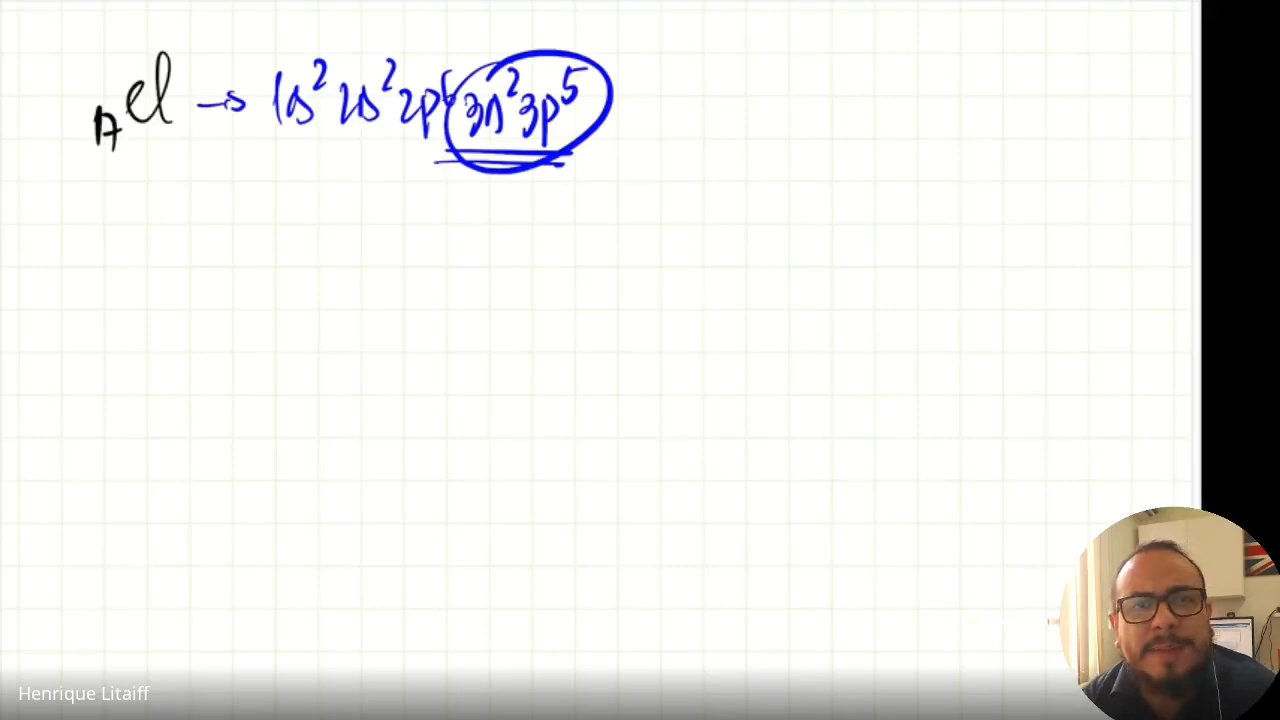 ₁₇Cl → 1s² 2s² 2p⁶ 3s² 3p⁵
Henrique Litaiff